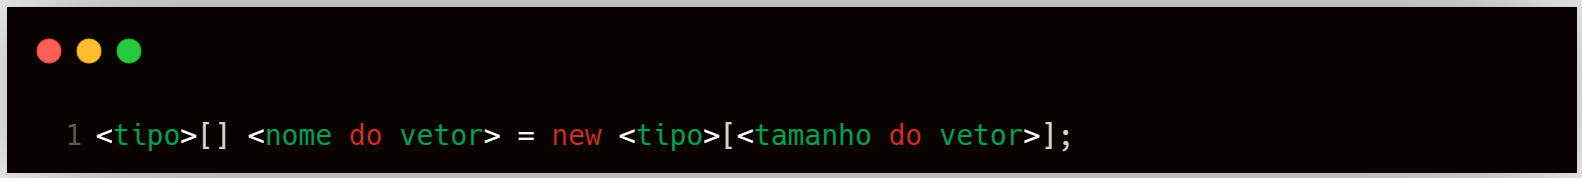 1 <tipo>[] <nome do vetor> = new <tipo>[<tamanho do vetor>];